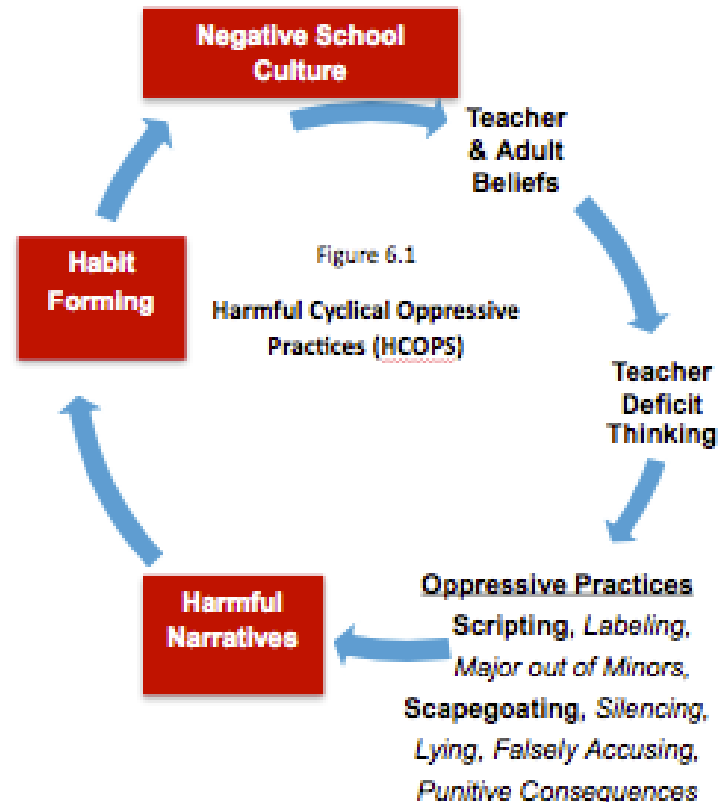 Negative School
Culture
Teacher
& Adult
Beliefs
Habit
Forming
Figure 6.1
Harmful Cyclical Oppressive
Practices (HCOPS)
Teacher
Deficit
Thinking
Harmful
Narratives
Oppressive Practices
Scripting, Labeling,
Major out of Minors,
Scapegoating, Silencing,
Lying, Falsely Accusing,
Punitive Consequences